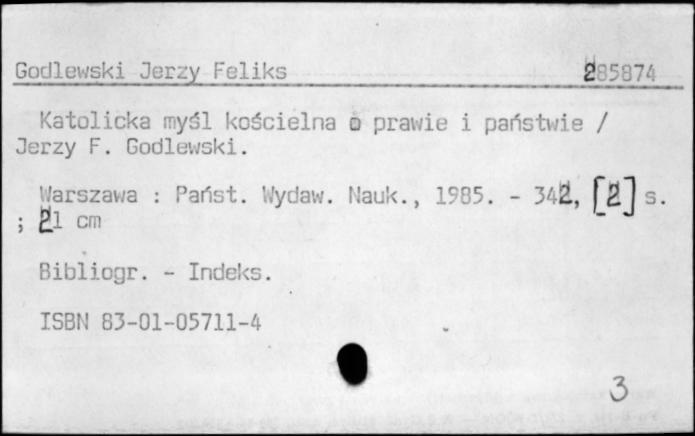 Godlewski Jerzy Feliks 285874
Katolicka myśl kościelna o prawie i państwie /
Jerzy F. Godlewski.
Warszawa : Państ. Wydaw. Nauk., 1985. - 342, [2] s.
; 21 cm
Bibliogr. - Indeks.
ISBN 83-01-05711-4
3